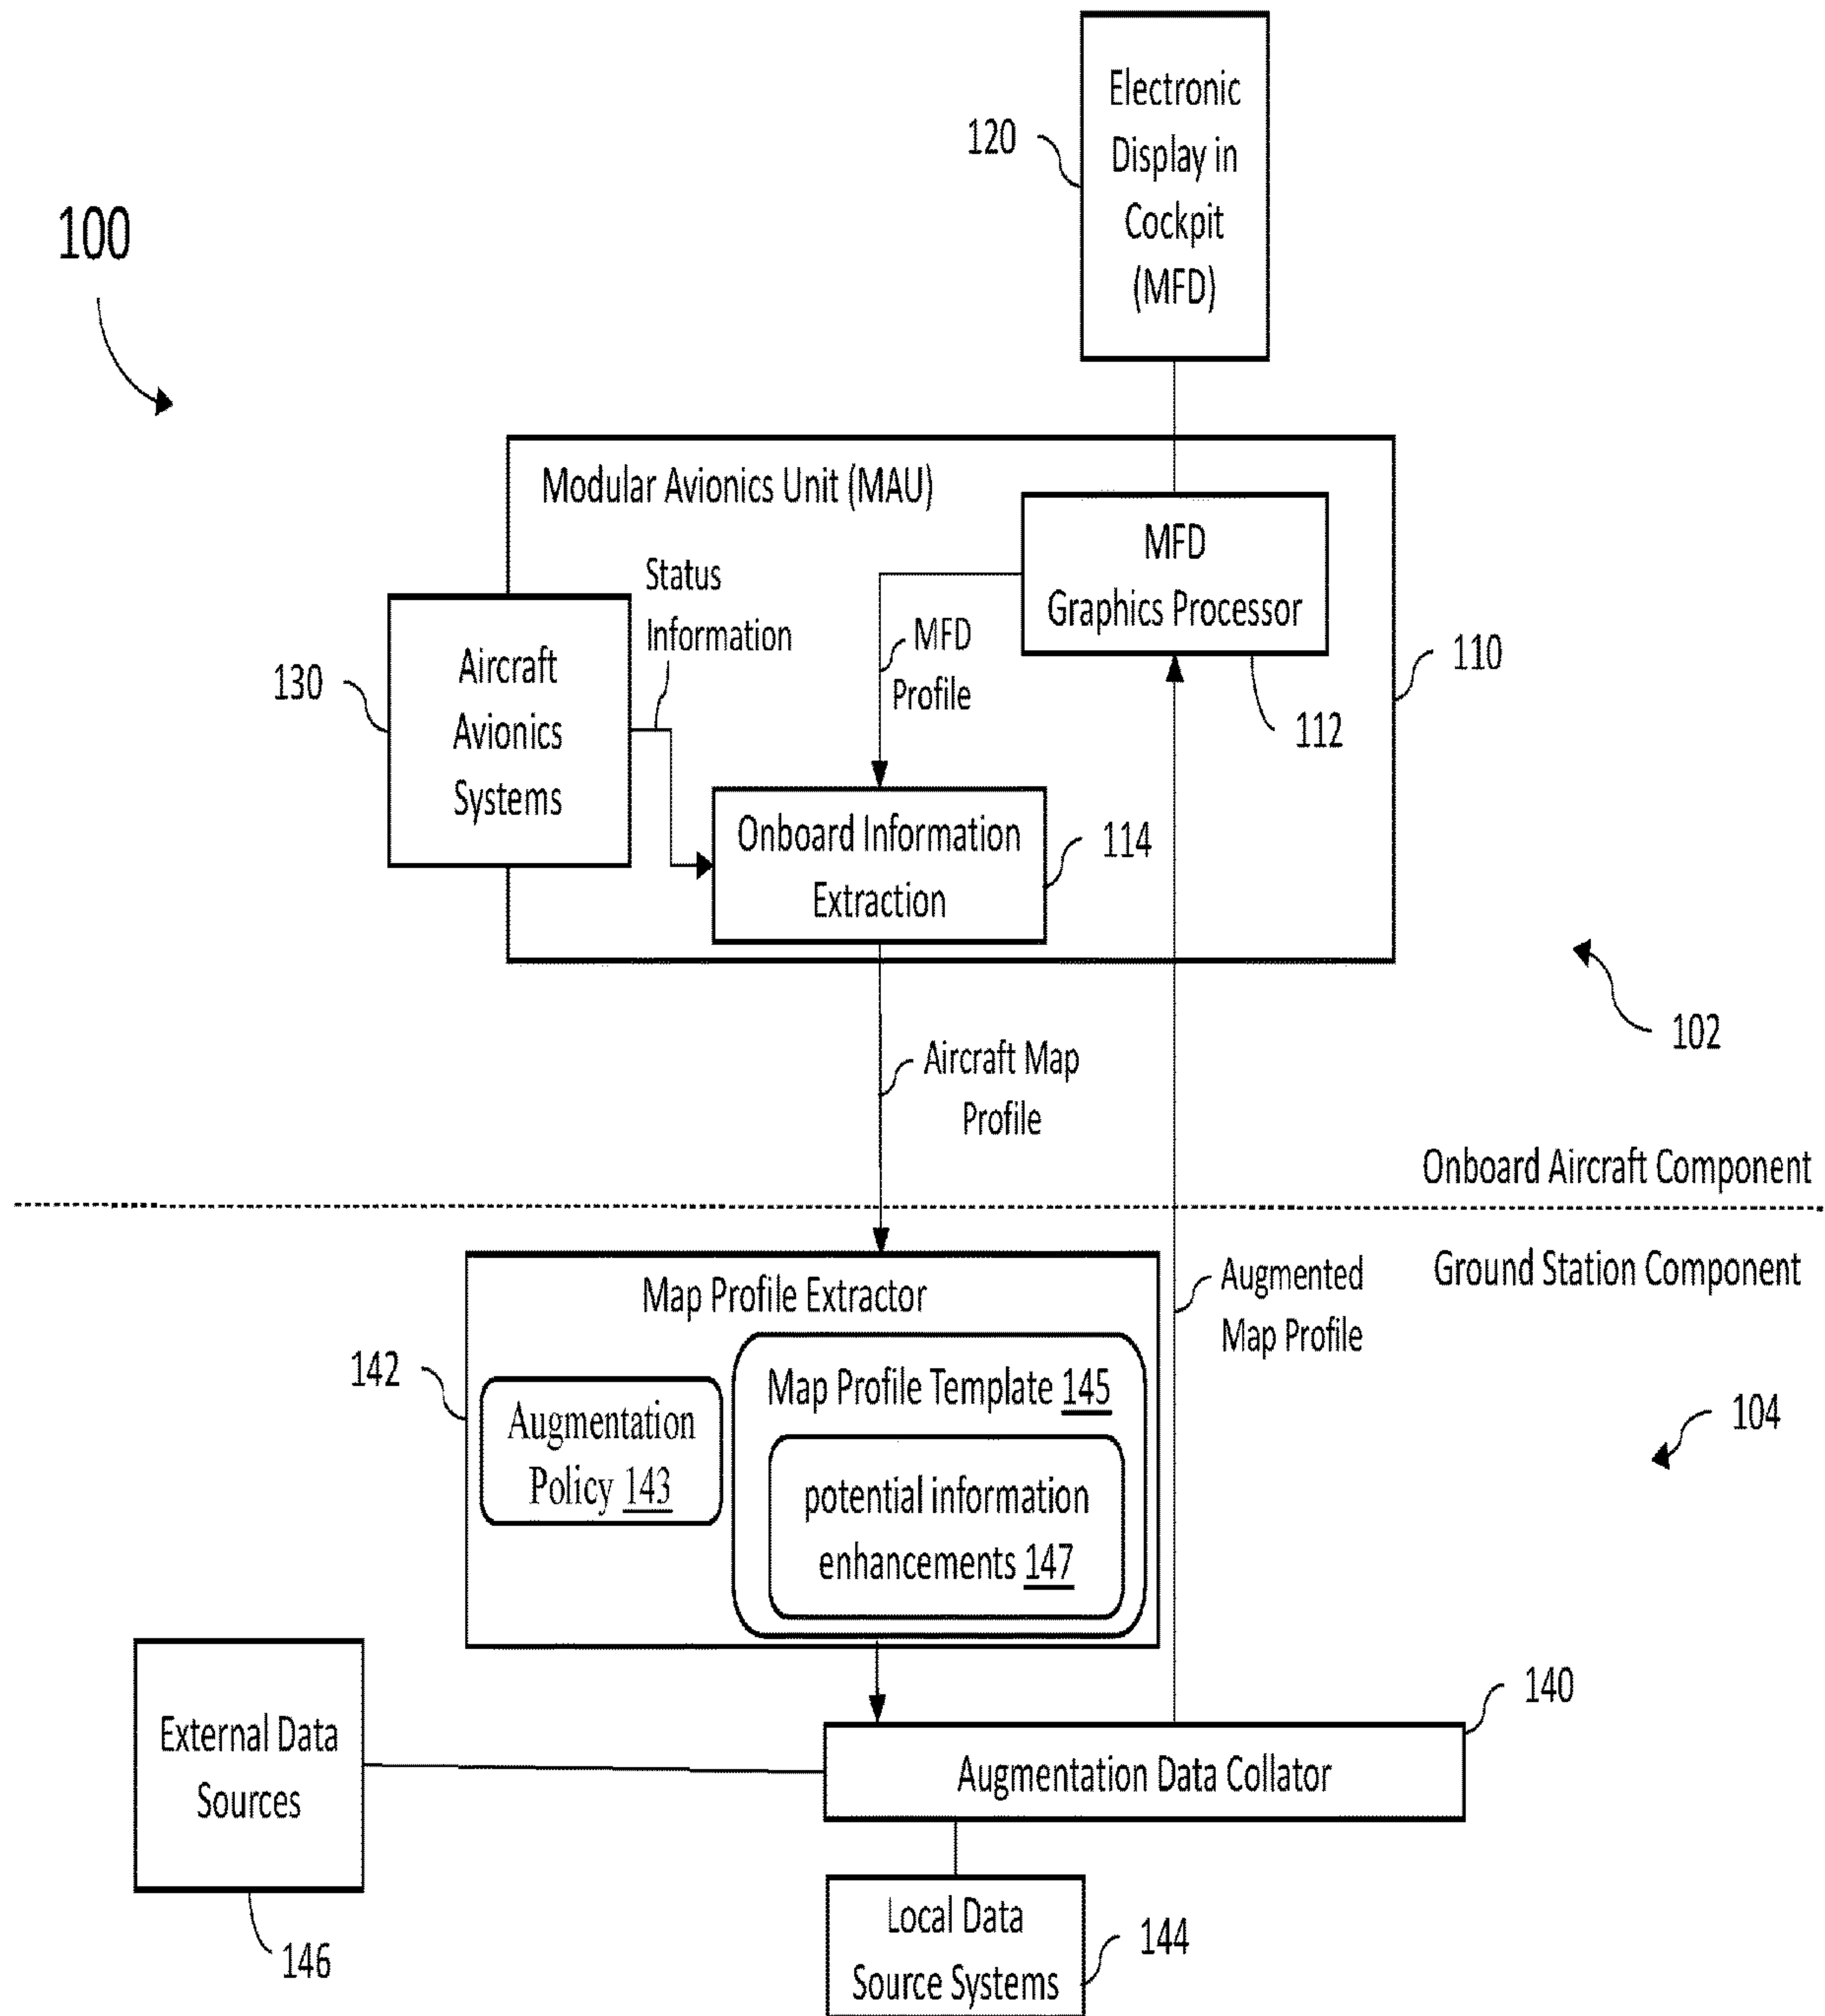 Electronic
Display in
Cockpit
(MFD)
120
100
Modular Avionics Unit (MAU)
MFD
Graphics Processor
Status
Information
MFD
Profile
110
112
130
Aircraft
Avionics
Systems
Onboard Information
Extraction
114
102
Aircraft Map
Profile
Onboard Aircraft Component
Ground Station Component
Map Profile Extractor
Augmented
Map Profile
142
Map Profile Template 145
Augmentation
Policy 143
potential information
enhancements 147
104
140
External Data
Sources
Augmentation Data Collator
146
Local Data
Source Systems
144